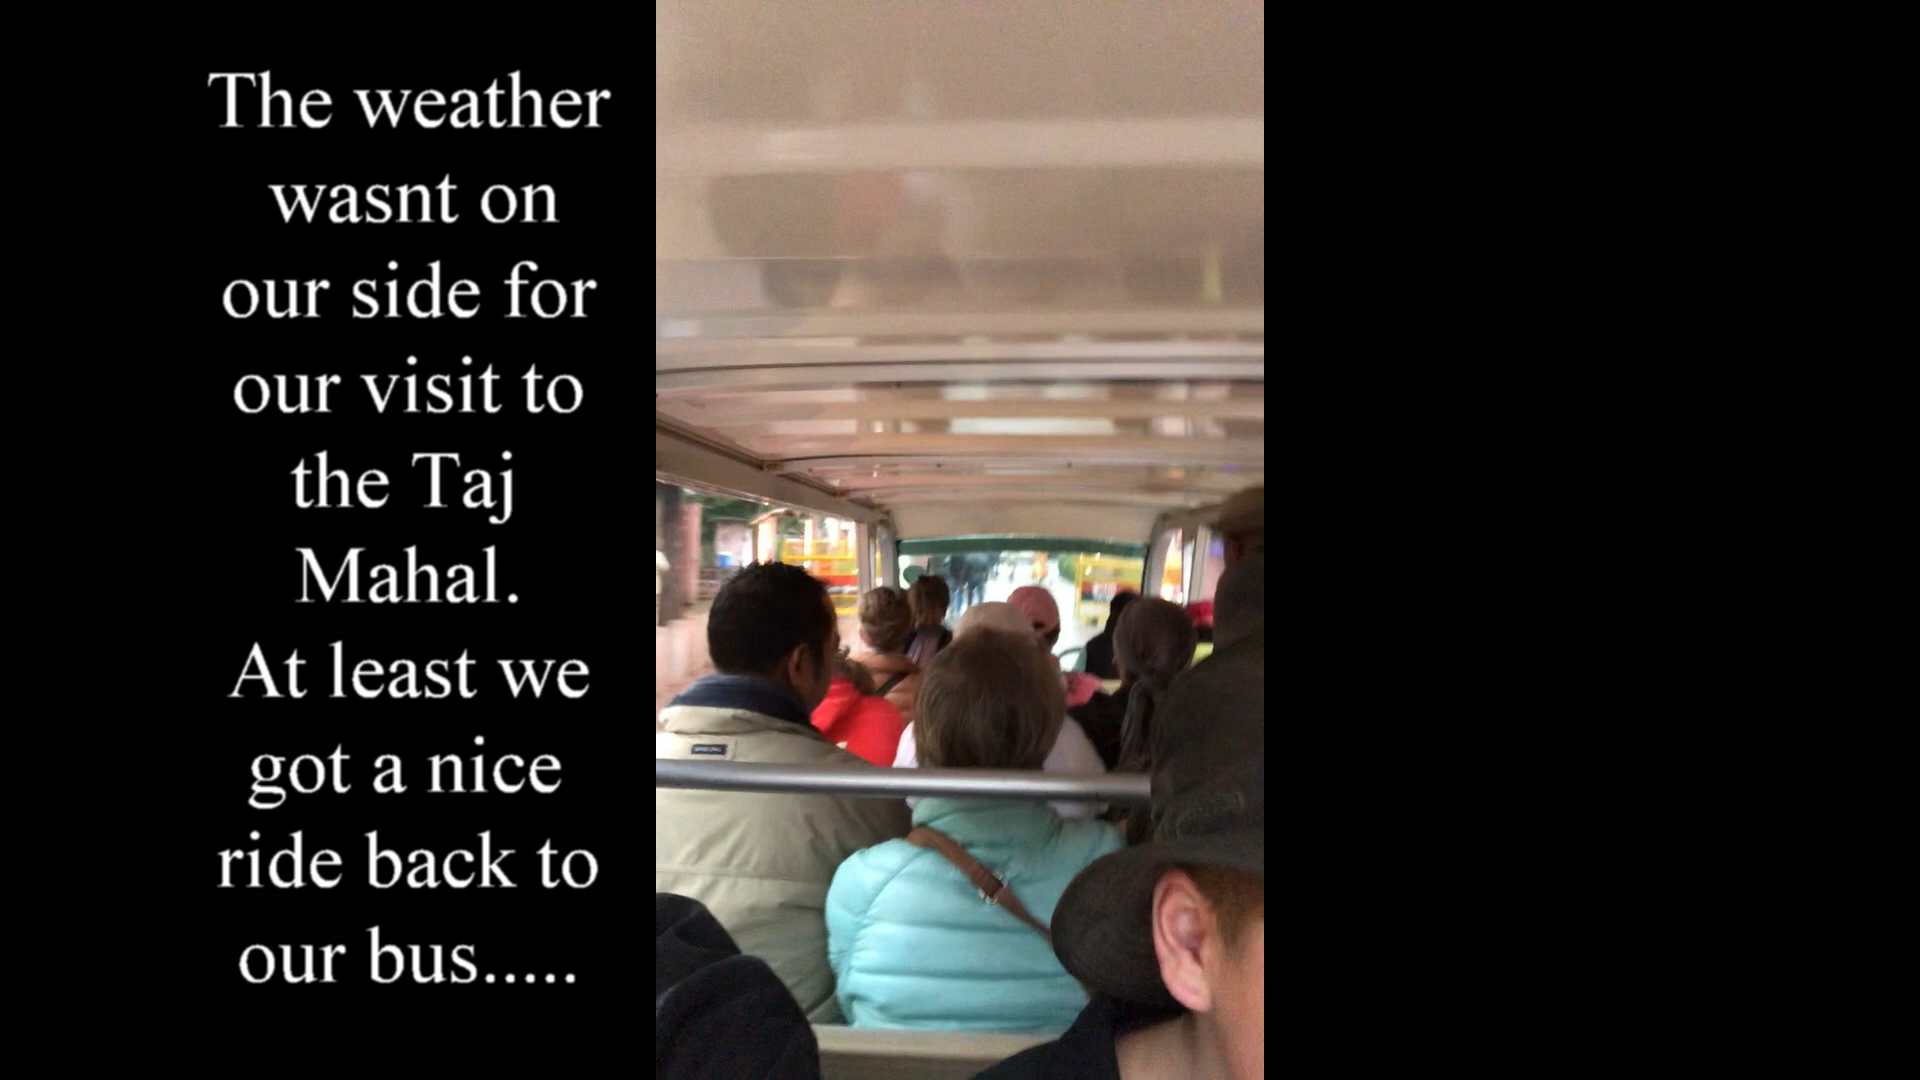 The weather
wasnt on
our side for
our visit to
the Taj
Mahal.
At least we
got a nice
ride back to
our bus.....